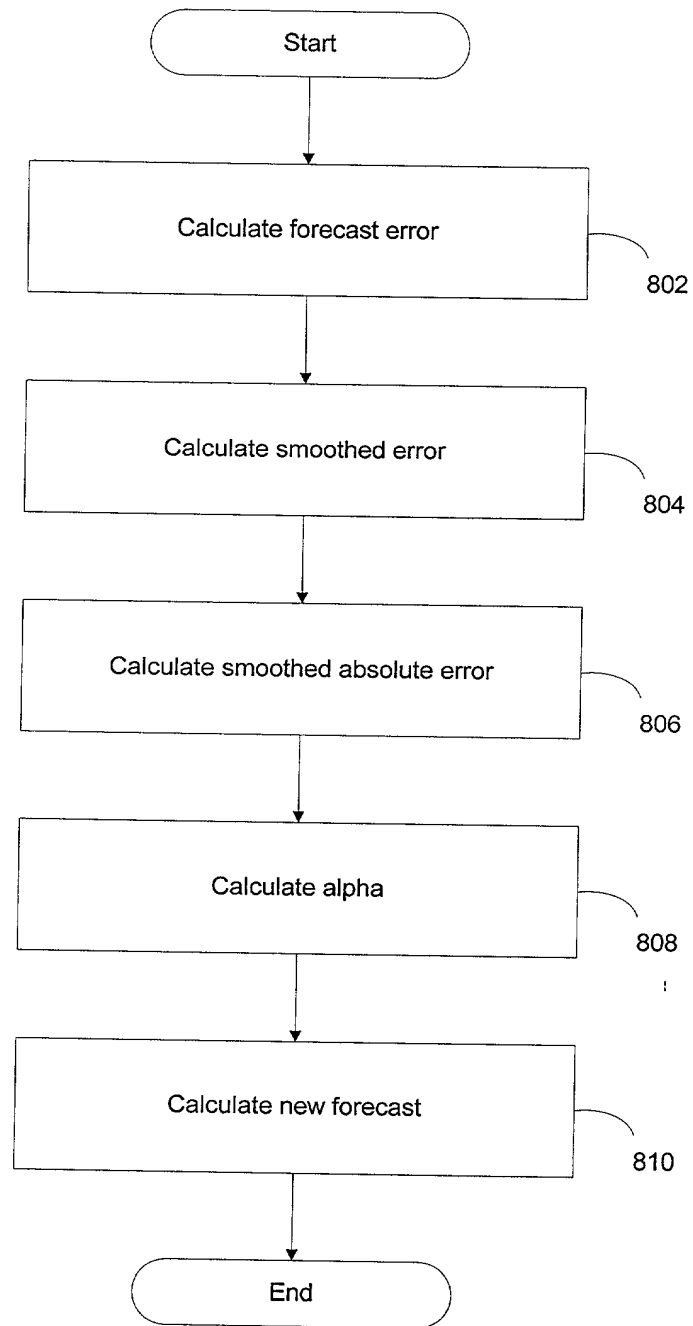 Start
Calculate forecast error
802
Calculate smoothed error
804
Calculate smoothed absolute error
806
Calculate alpha
808
Calculate new forecast
810
End